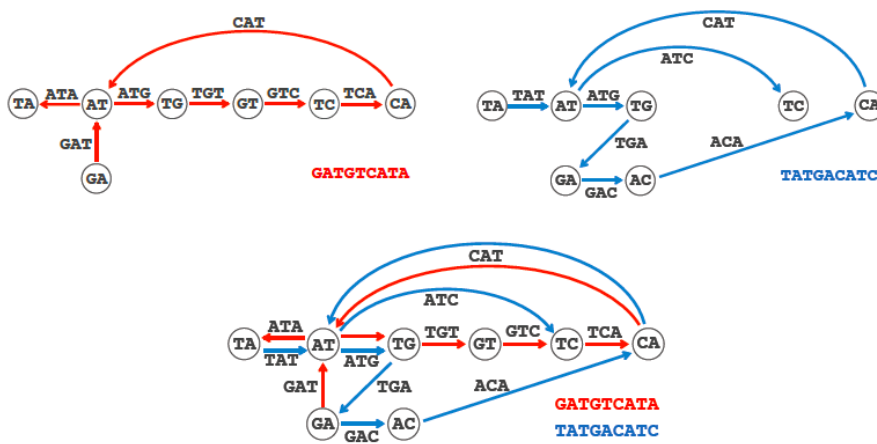 CAT
TA ATA AT ATG TG TGT GT GTC TC TCA CA
GAT
GA
GATGTCATA
CAT
ATC
TA TAT AT ATG TG TC CA
TGA ACA
GA GAC AC
TATGACATC
CAT
ATC
TA ATA TAT AT ATG TG TGT GT GTC TC TCA CA
GAT TGA ACA
GA GAC AC
GATGTCATA
TATGACATC